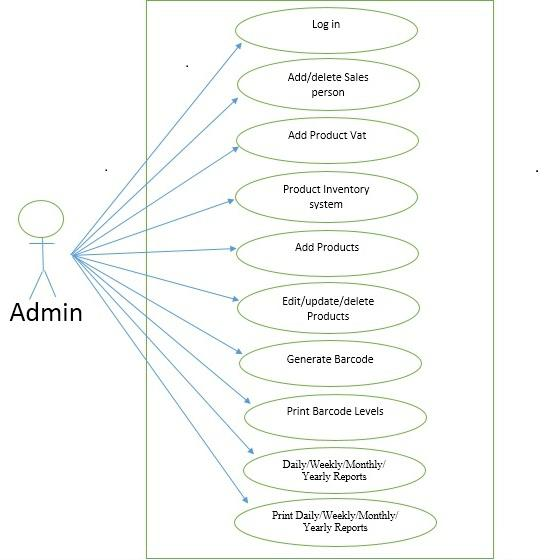 Log in
Add/delete Sales
person
Add Product Vat
Product Inventory
system
Add Products
Edit/update/delete
Products
Admin
Generate Barcode
Print Barcode Levels
Daily/Weekly/Monthly/
Yearly Reports
Print Daily/Weekly/Monthly/
Yearly Reports